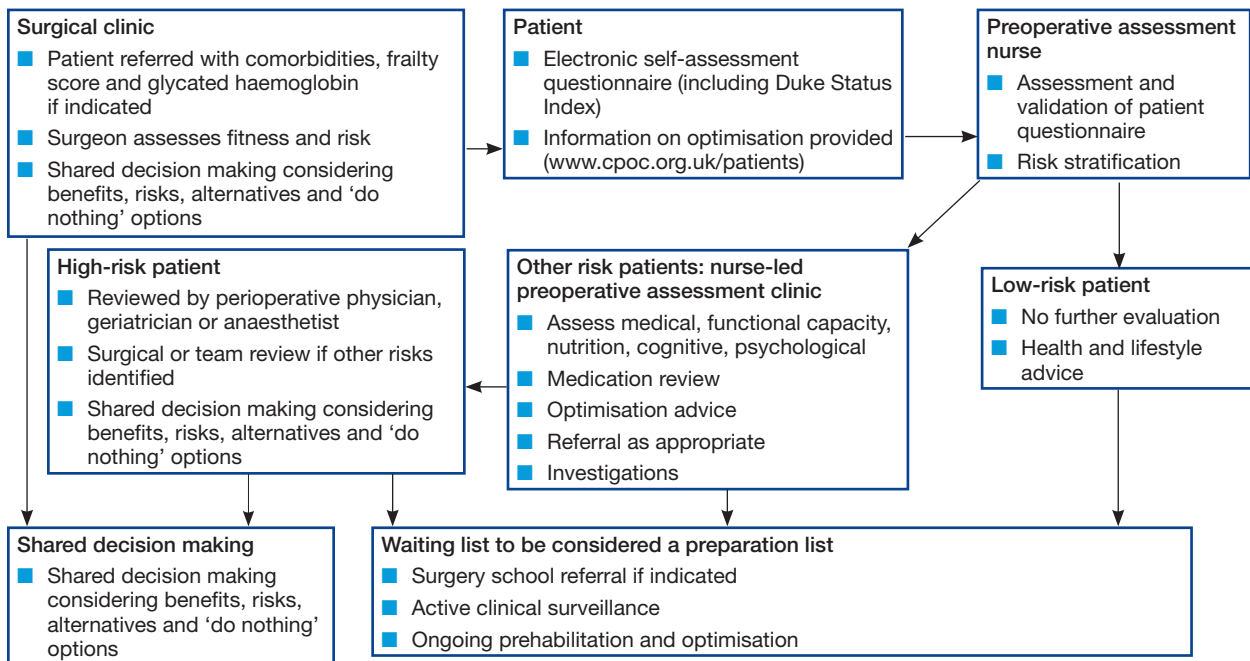 Surgical clinic
Patient referred with comorbidities, frailty
score and glycated haemoglobin
if indicated
Surgeon assesses fitness and risk
Shared decision making considering
benefits, risks, alternatives and ‘do
nothing’ options
Patient
Electronic self-assessment
questionnaire (including Duke Status
Index)
Information on optimisation provided
(www.cpoc.org.uk/patients)
Preoperative assessment
nurse
Assessment and
validation of patient
questionnaire
Risk stratification
High-risk patient
Reviewed by perioperative physician,
geriatrician or anaesthetist
Surgical or team review if other risks
identified
Shared decision making considering
benefits, risks, alternatives and ‘do
nothing’ options
Other risk patients: nurse-led
preoperative assessment clinic
Assess medical, functional capacity,
nutrition, cognitive, psychological
Medication review
Optimisation advice
Referral as appropriate
Investigations
Low-risk patient
No further evaluation
Health and lifestyle
advice
Shared decision making
Shared decision making
considering benefits, risks,
alternatives and ‘do nothing’
options
Waiting list to be considered a preparation list
Surgery school referral if indicated
Active clinical surveillance
Ongoing prehabilitation and optimisation